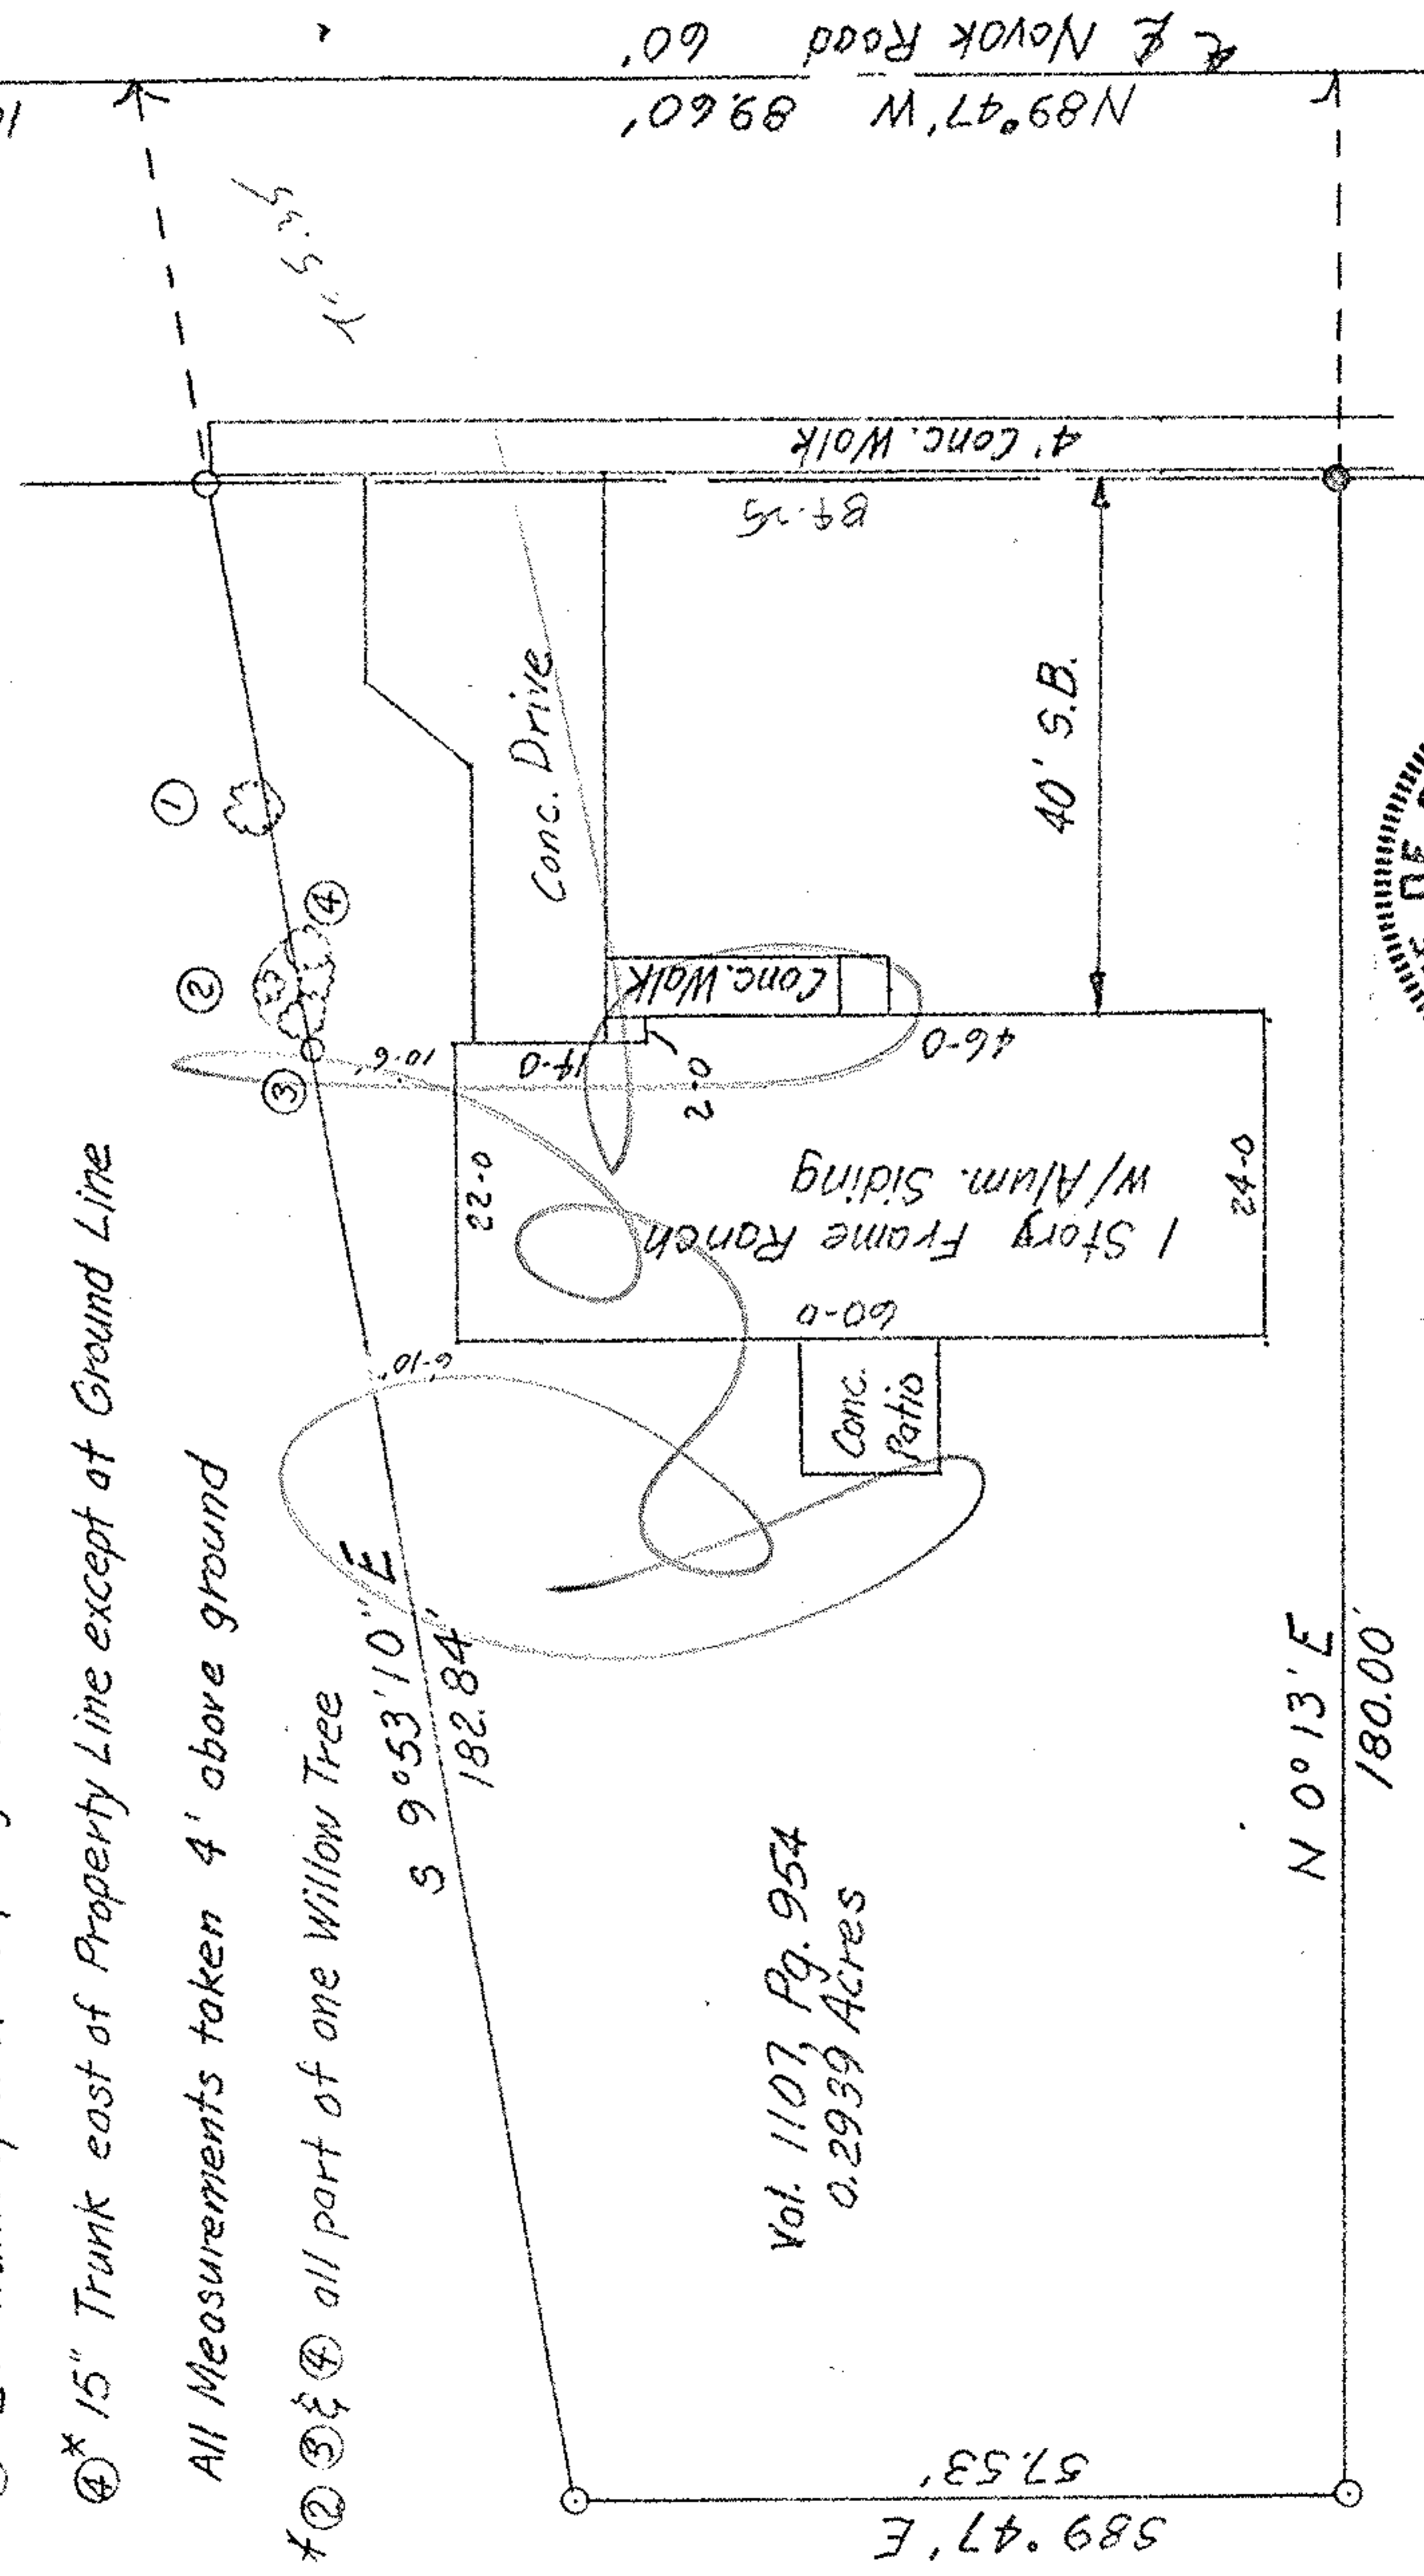 ④* 15" Trunk east of Property Line except at Ground Line
All Measurements taken 4' above ground
* ② ③ & ④ all part of one Willow Tree
S 9°53'10" E
182.84'
①
②
③
④
℄ Novak Road 60'
N89°47'W 89.60'
4' Conc. Walk
Conc. Drive
40' S.B.
Conc. Walk
10-6"
14-0
2-0
46-0
22-0
24-0
1 Story Frame Ranch
w/Alum. Siding
60-0
6-10"
Conc.
Patio
Vol. 1107, Pg. 954
0.2939 Acres
N 0° 13' E
180.00'
57.53'
S89°47'E
OF